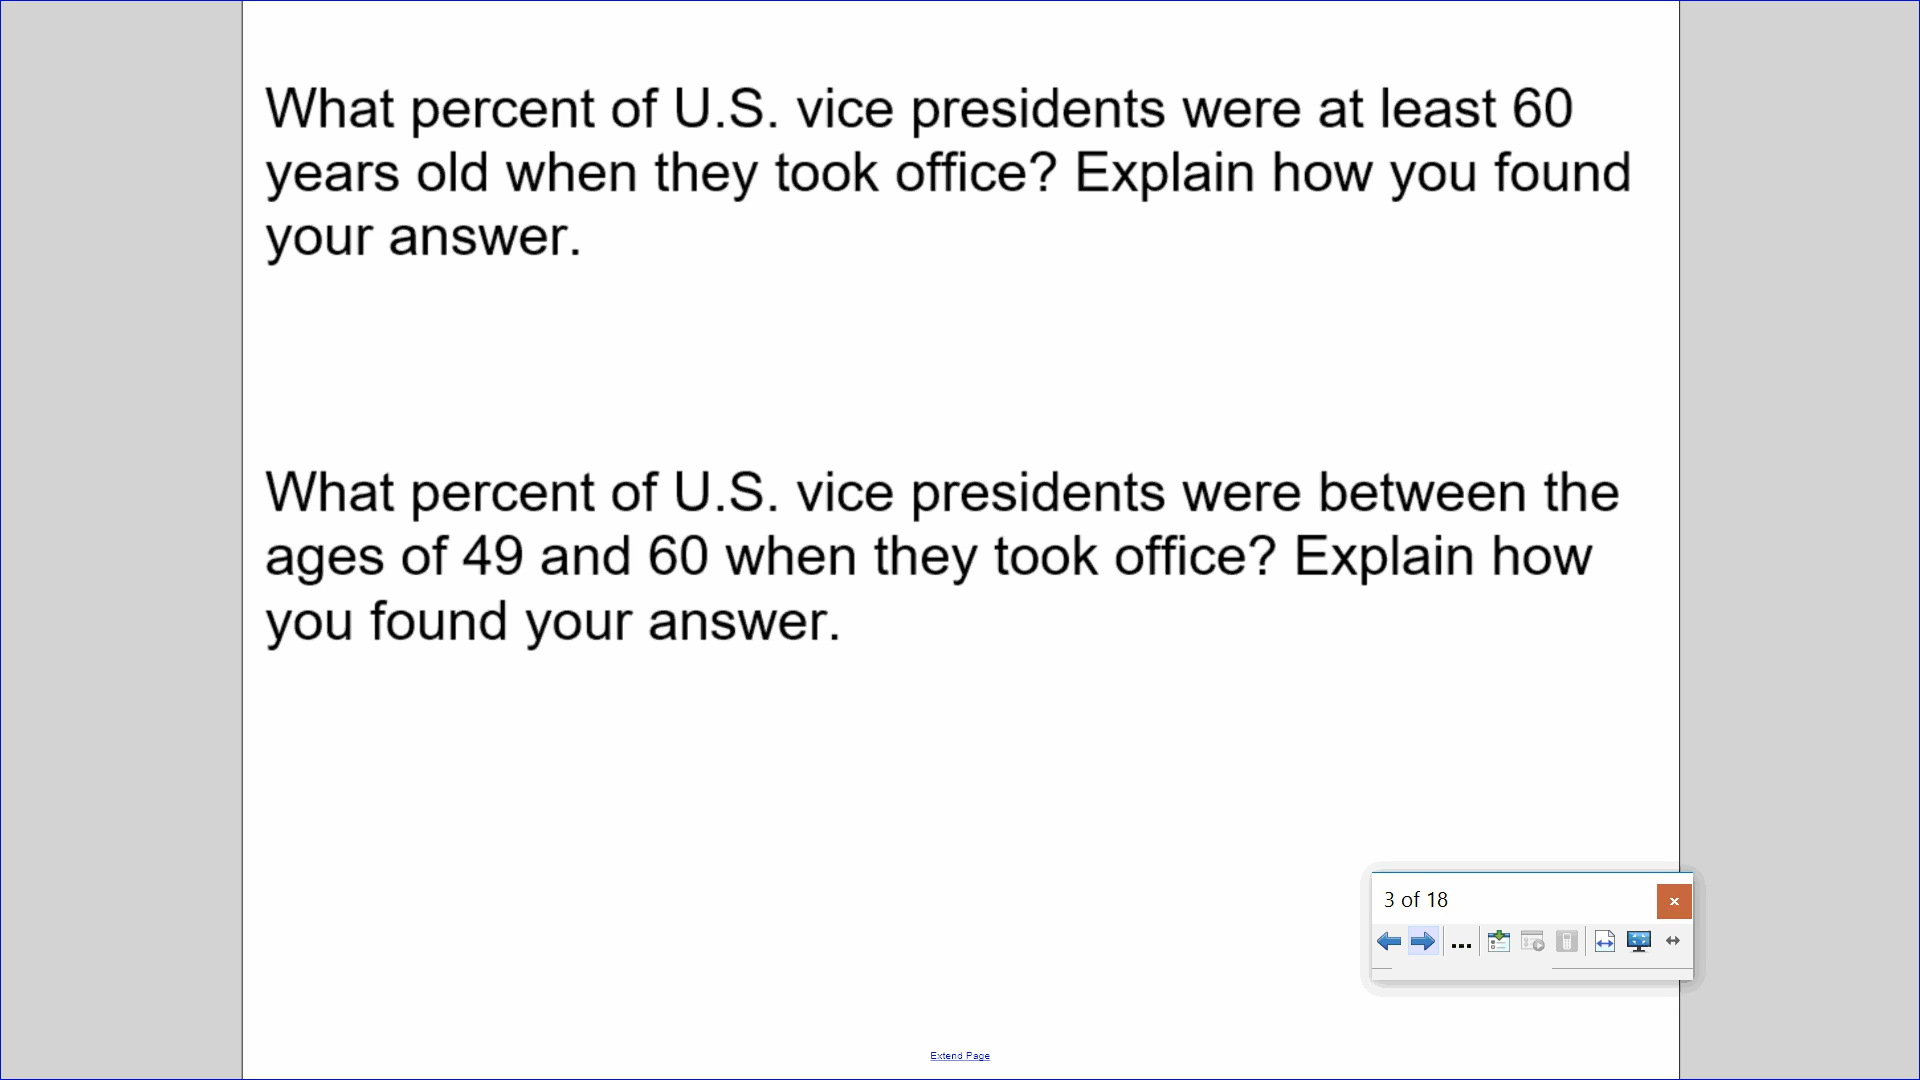 What percent of U.S. vice presidents were at least 60
years old when they took office? Explain how you found
your answer.
What percent of U.S. vice presidents were between the
ages of 49 and 60 when they took office? Explain how
you found your answer.
3 of 18
Extend Page